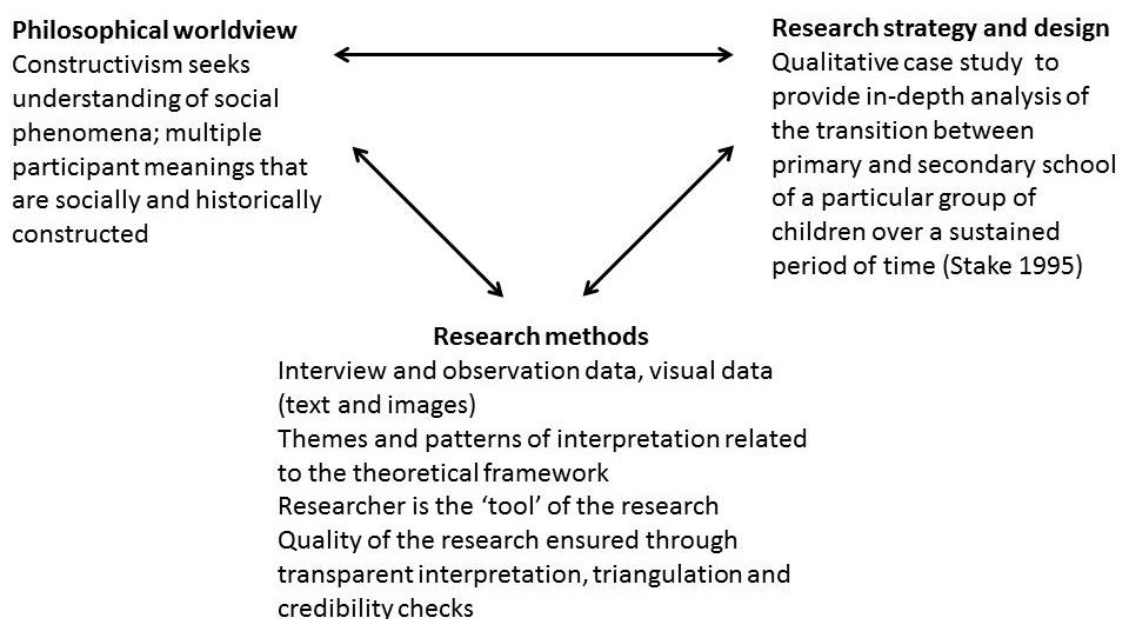 Philosophical worldview
Constructivism seeks
understanding of social
phenomena; multiple
participant meanings that
are socially and historically
constructed
Research strategy and design
Qualitative case study to
provide in-depth analysis of
the transition between
primary and secondary school
of a particular group of
children over a sustained
period of time (Stake 1995)
Research methods
Interview and observation data, visual data
(text and images)
Themes and patterns of interpretation related
to the theoretical framework
Researcher is the ‘tool’ of the research
Quality of the research ensured through
transparent interpretation, triangulation and
credibility checks